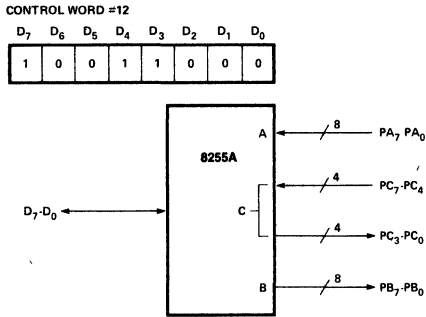 CONTROL WORD #12
D7 D6 D5 D4 D3 D2 D1 D0
1 0 0 1 1 0 0 0
8255A
A
8
PA7 PA0
4
PC7-PC4
D7-D0
C
4
PC3-PC0
B
8
PB7-PB0